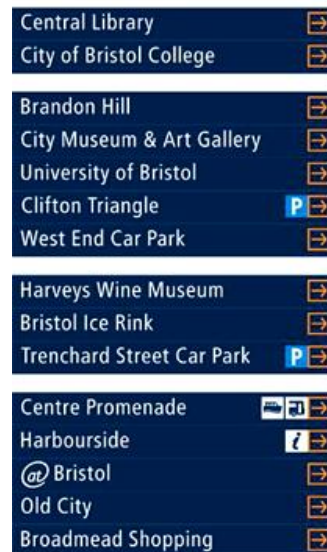 Central Library
City of Bristol College
Brandon Hill
City Museum & Art Gallery
University of Bristol
Clifton Triangle P
West End Car Park
Harveys Wine Museum
Bristol Ice Rink
Trenchard Street Car Park P
Centre Promenade
Harbourside i
@ Bristol
Old City
Broadmead Shopping